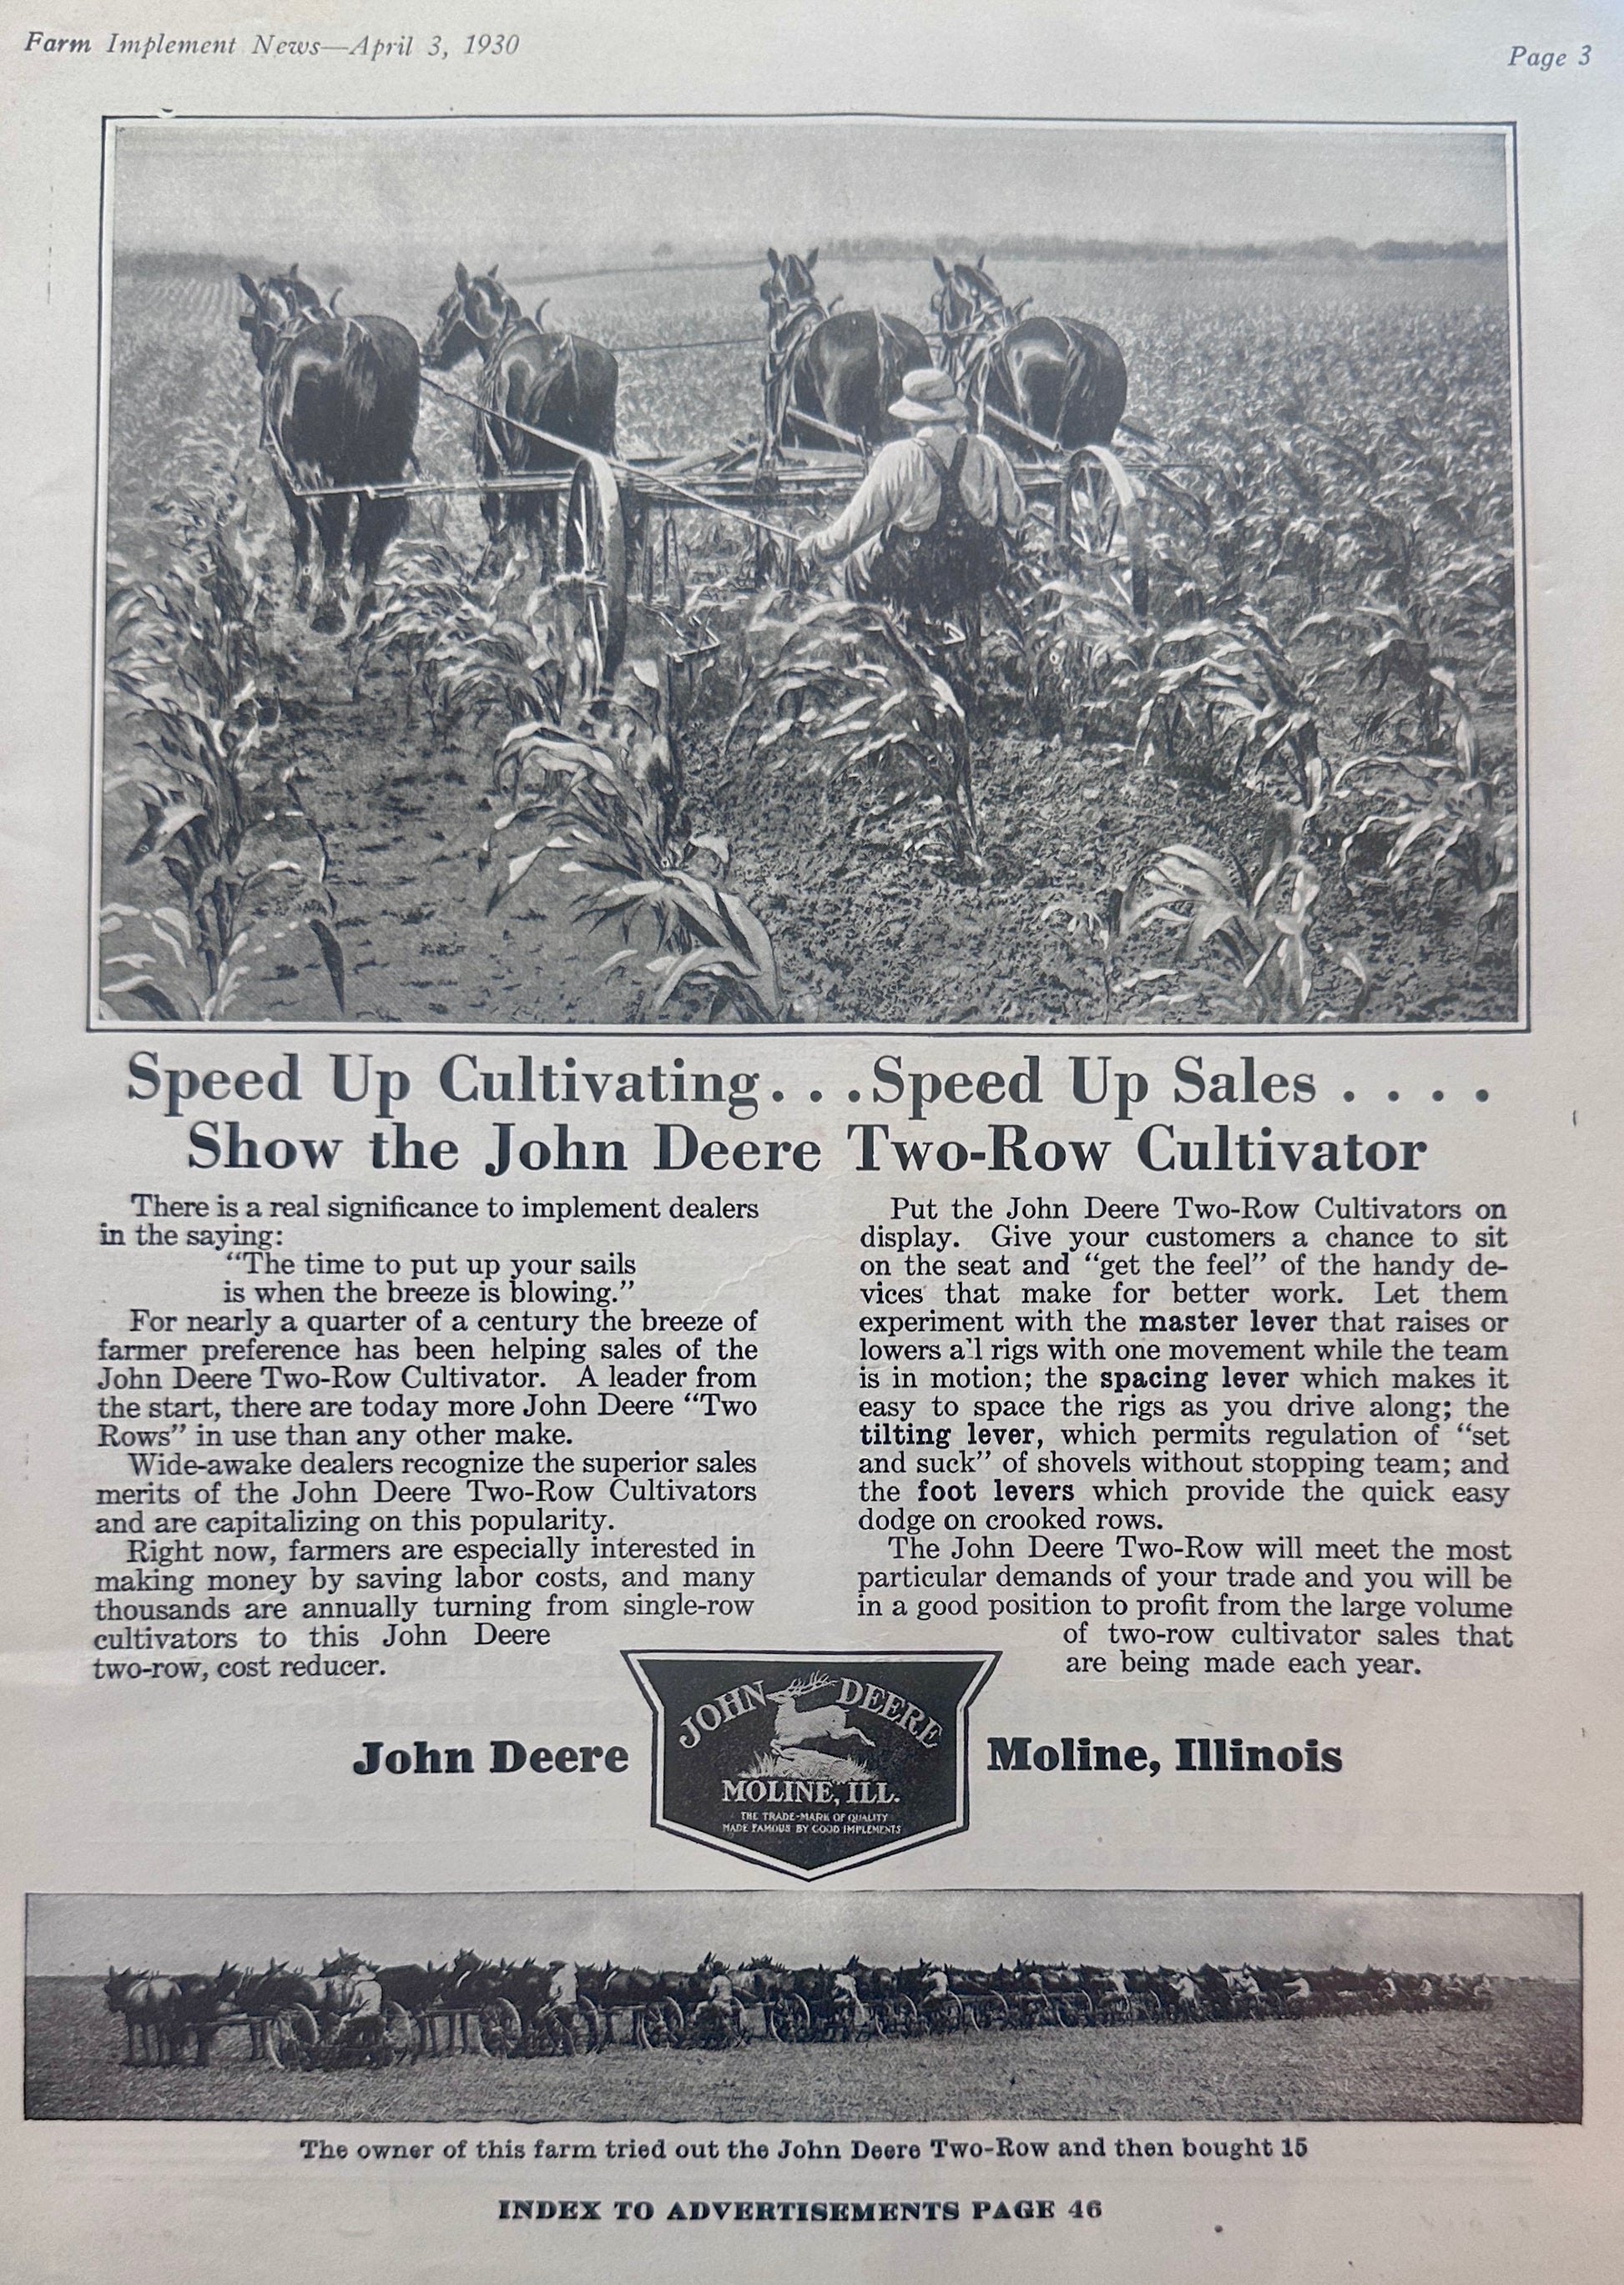 Farm Implement News—April 3, 1930
Page 3
Speed Up Cultivating. . .Speed Up Sales . . . .
Show the John Deere Two-Row Cultivator
There is a real significance to implement dealers
in the saying:
“The time to put up your sails
is when the breeze is blowing.”
For nearly a quarter of a century the breeze of
farmer preference has been helping sales of the
John Deere Two-Row Cultivator. A leader from
the start, there are today more John Deere “Two
Rows” in use than any other make.
Wide-awake dealers recognize the superior sales
merits of the John Deere Two-Row Cultivators
and are capitalizing on this popularity.
Right now, farmers are especially interested in
making money by saving labor costs, and many
thousands are annually turning from single-row
cultivators to this John Deere
two-row, cost reducer.
Put the John Deere Two-Row Cultivators on
display. Give your customers a chance to sit
on the seat and “get the feel” of the handy de-
vices that make for better work. Let them
experiment with the master lever that raises or
lowers all rigs with one movement while the team
is in motion; the spacing lever which makes it
easy to space the rigs as you drive along; the
tilting lever, which permits regulation of “set
and suck” of shovels without stopping team; and
the foot levers which provide the quick easy
dodge on crooked rows.
The John Deere Two-Row will meet the most
particular demands of your trade and you will be
in a good position to profit from the large volume
of two-row cultivator sales that
are being made each year.
John Deere
JOHN DEERE
MOLINE, ILL.
THE TRADE-MARK OF QUALITY
MADE FAMOUS BY GOOD IMPLEMENTS
Moline, Illinois
The owner of this farm tried out the John Deere Two-Row and then bought 15
INDEX TO ADVERTISEMENTS PAGE 46